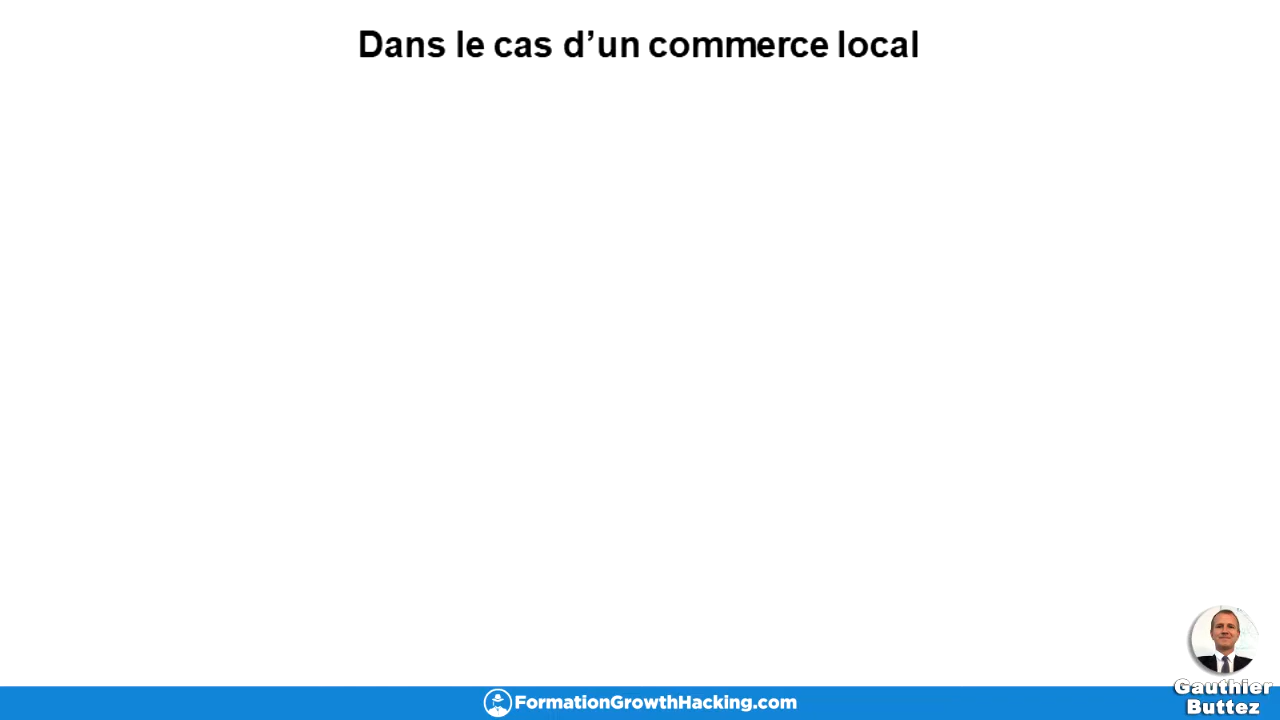 Dans le cas d’un commerce local
Gauthier
Buttez
FormationGrowthHacking.com